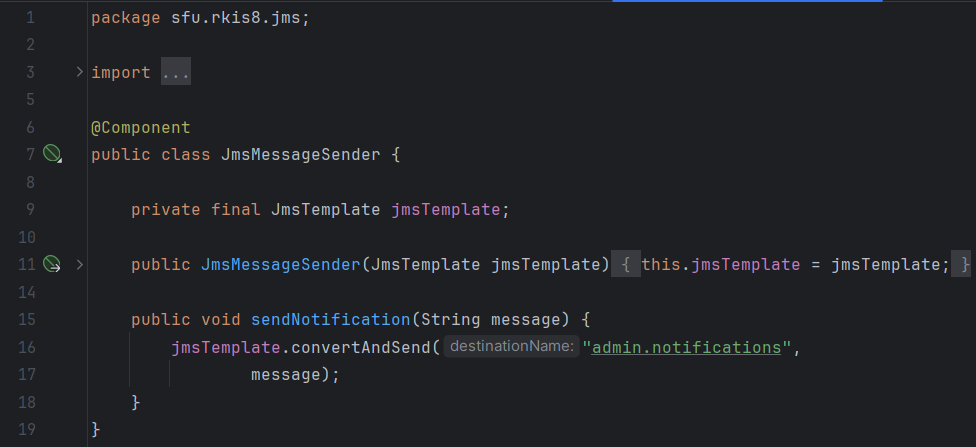 1 package sfu.rkis8.jms;
2
3 import ...
5
6 @Component
7 public class JmsMessageSender {
8
9 private final JmsTemplate jmsTemplate;
10
11 public JmsMessageSender(JmsTemplate jmsTemplate) { this.jmsTemplate = jmsTemplate; }
14
15 public void sendNotification(String message) {
16 jmsTemplate.convertAndSend( destinationName: "admin.notifications",
17 message);
18 }
19 }